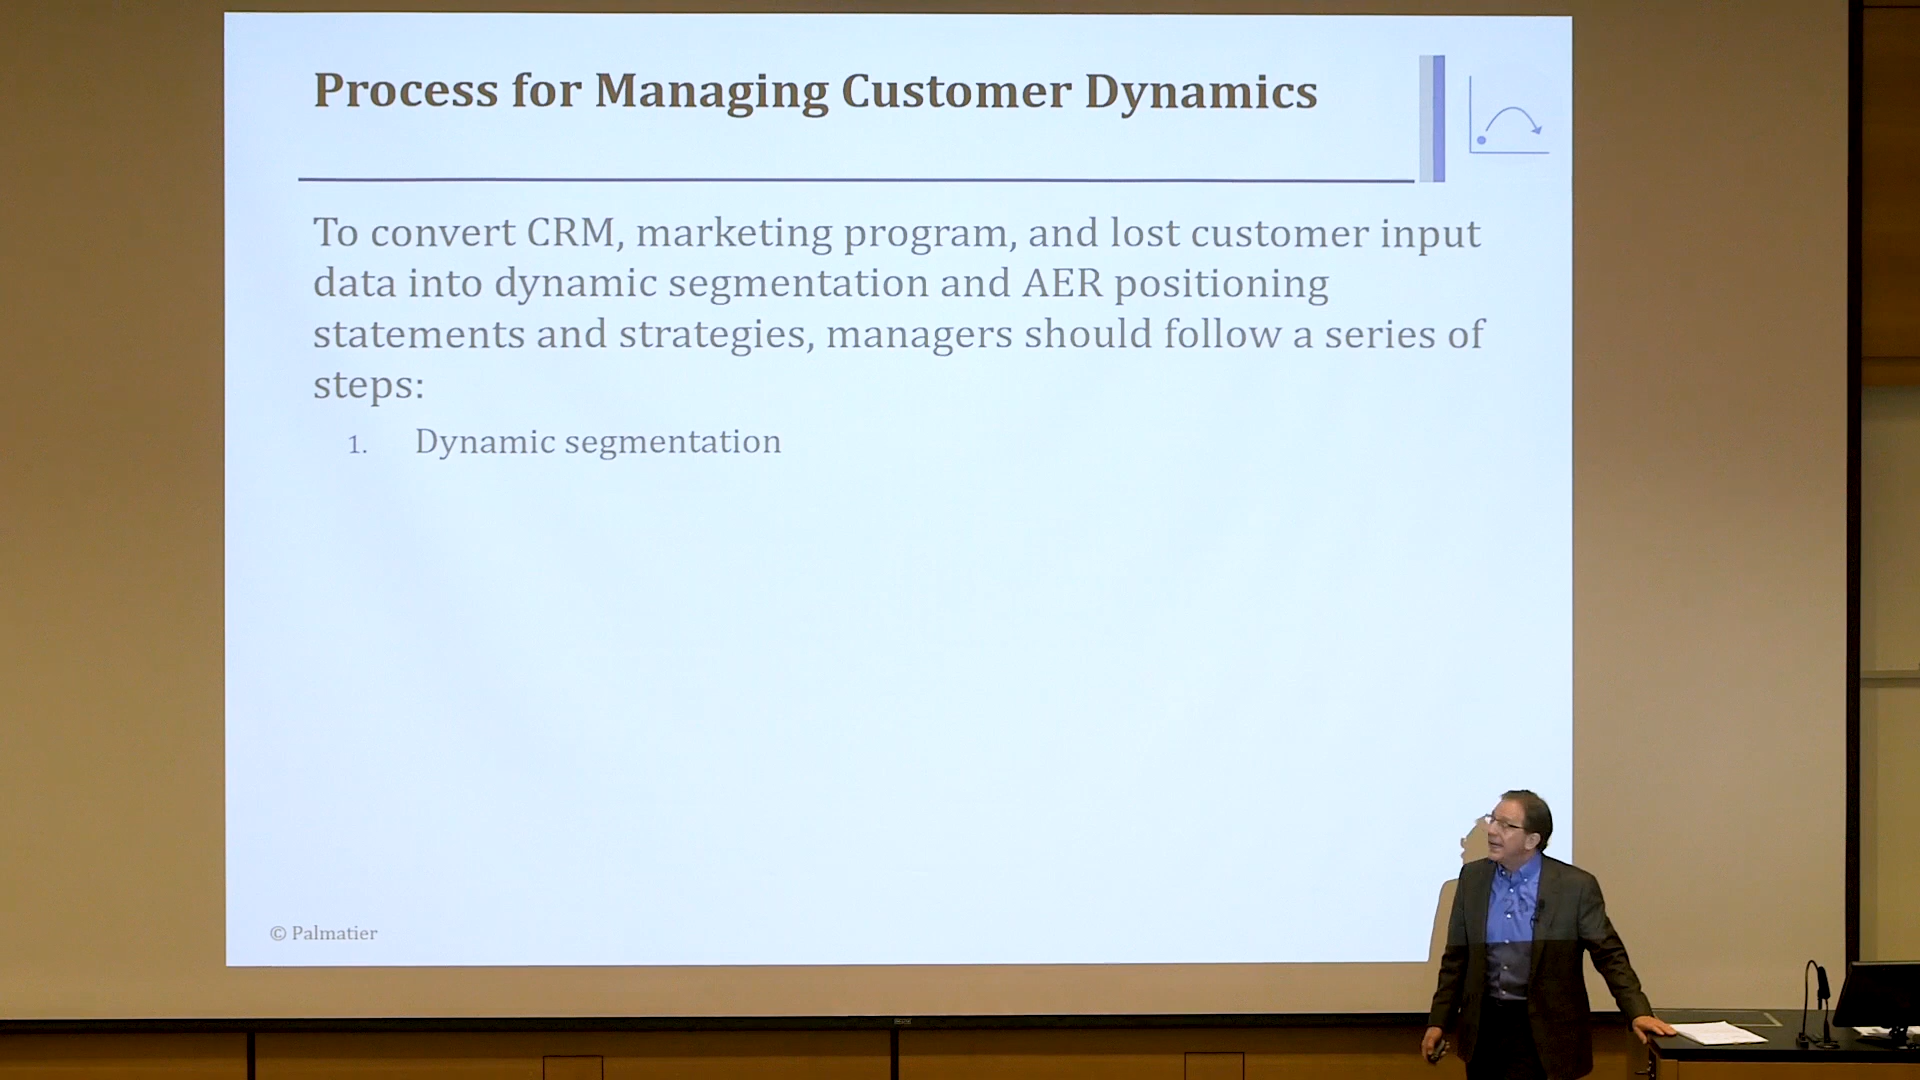 Process for Managing Customer Dynamics
To convert CRM, marketing program, and lost customer input
data into dynamic segmentation and AER positioning
statements and strategies, managers should follow a series of
steps:
1. Dynamic segmentation
© Palmatier